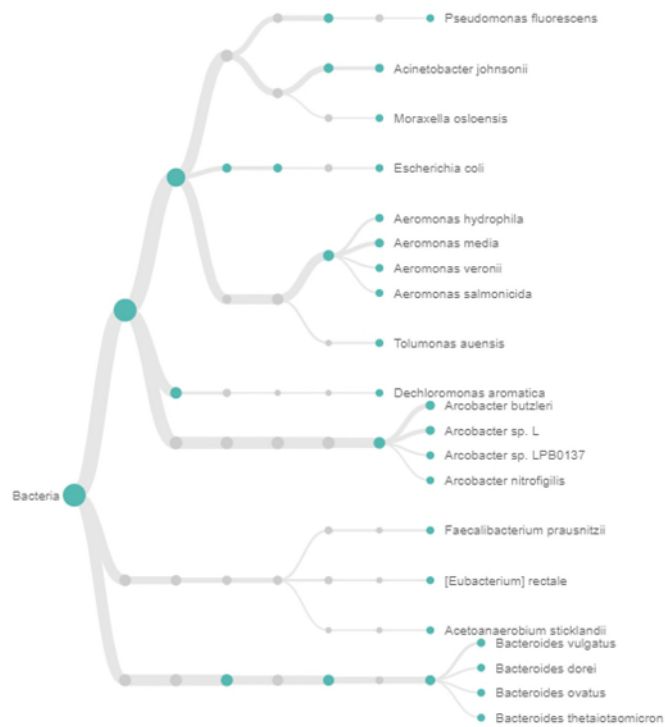 Pseudomonas fluorescens
Acinetobacter johnsonii
Moraxella osloensis
Escherichia coli
Aeromonas hydrophila
Aeromonas media
Aeromonas veronii
Aeromonas salmonicida
Tolumonas auensis
Dechloromonas aromatica
Arcobacter butzleri
Arcobacter sp. L
Arcobacter sp. LPB0137
Arcobacter nitrofigilis
Bacteria
Faecalibacterium prausnitzii
[Eubacterium] rectale
Acetoanaerobium sticklandii
Bacteroides vulgatus
Bacteroides dorei
Bacteroides ovatus
Bacteroides thetaiotaomicron